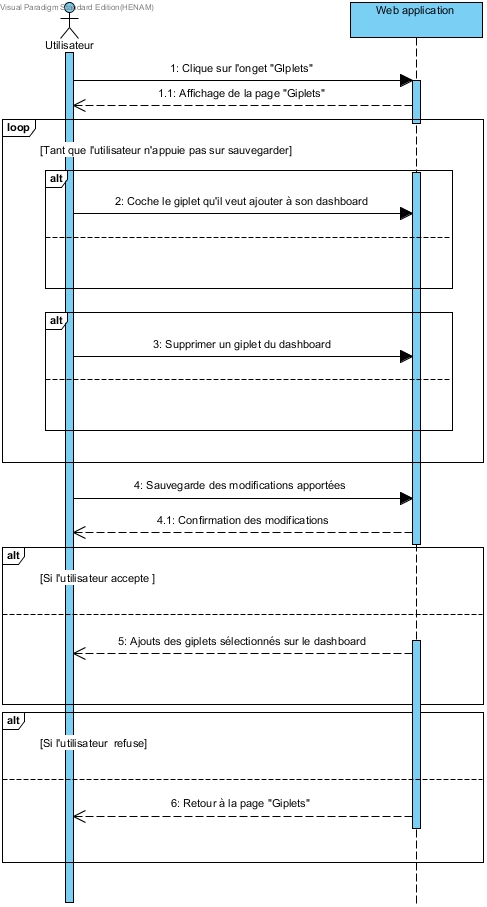 Visual Paradigm Standard Edition(HENAM)
Web application
Utilisateur
1: Clique sur l'onget "GIplets"
1.1: Affichage de la page "Giplets"
loop
[Tant que l'utilisateur n'appuie pas sur sauvegarder]
alt
2: Coche le giplet qu'il veut ajouter à son dashboard
alt
3: Supprimer un giplet du dashboard
4: Sauvegarde des modifications apportées
4.1: Confirmation des modifications
alt
[Si l'utilisateur accepte ]
5: Ajouts des giplets sélectionnés sur le dashboard
alt
[Si l'utilisateur  refuse]
6: Retour à la page "Giplets"